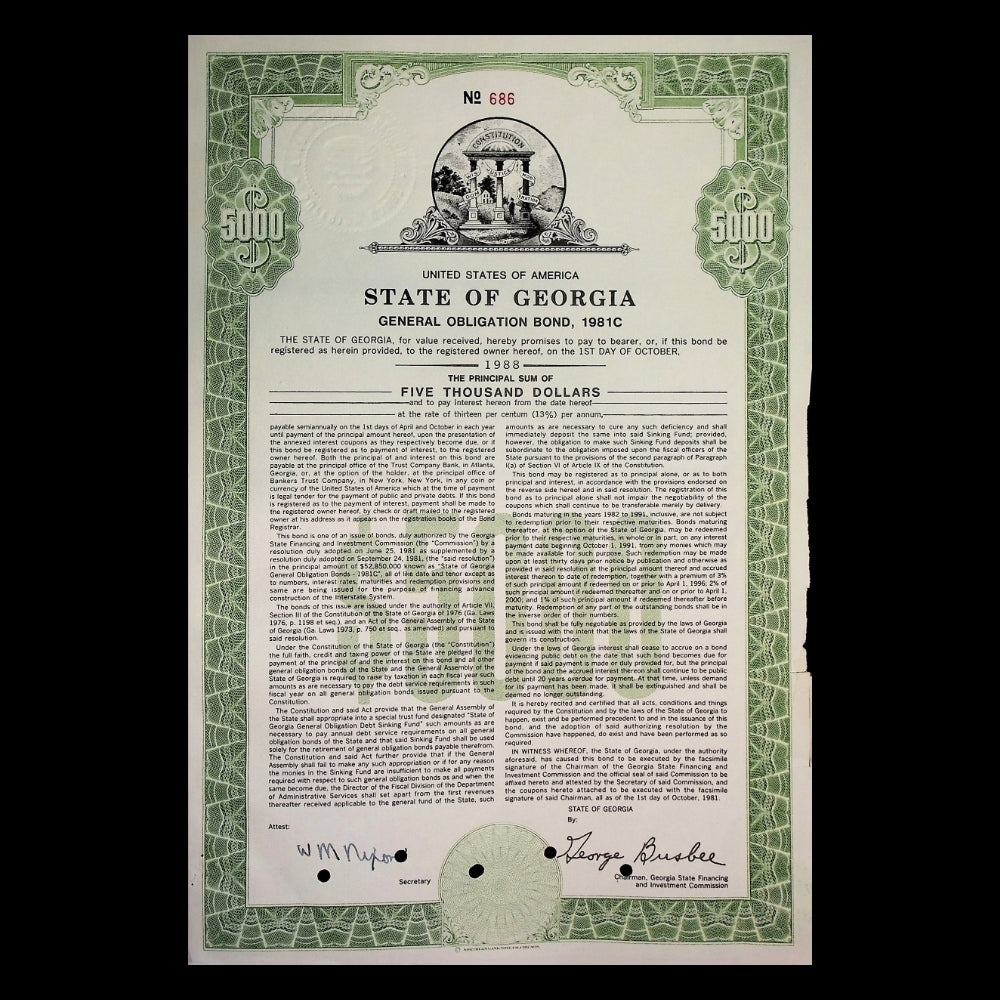 Nº 686
CONSTITUTION
WISDOM
JUSTICE
MODERATION
5000
5000
UNITED STATES OF AMERICA
STATE OF GEORGIA
GENERAL OBLIGATION BOND, 1981C
THE STATE OF GEORGIA, for value received, hereby promises to pay to bearer, or, if this bond be
registered as herein provided, to the registered owner hereof, on the 1ST DAY OF OCTOBER,
1988
THE PRINCIPAL SUM OF
FIVE THOUSAND DOLLARS
and to pay interest hereon from the date hereof
at the rate of thirteen per centum (13%) per annum,
payable semiannually on the 1st days of April and October in each year
until payment of the principal amount hereof, upon the presentation of
the annexed interest coupons as they respectively become due, or if
this bond be registered as to payment of interest, to the registered
owner hereof. Both the principal of and interest on this bond are
payable at the principal office of the Trust Company Bank, in Atlanta,
Georgia, or, at the option of the holder, at the principal office of
Bankers Trust Company, in New York, New York, in any coin or
currency of the United States of America which at the time of payment
is legal tender for the payment of public and private debts. If this bond
is registered as to the payment of interest, payment shall be made to
the registered owner hereof, by check or draft mailed to the registered
owner at his address as it appears on the registration books of the Bond
Registrar.
This bond is one of an issue of bonds, duly authorized by the Georgia
State Financing and Investment Commission (the "Commission") by a
resolution duly adopted on June 25, 1981 as supplemented by a
resolution duly adopted on September 24, 1981, (the "said resolution")
in the principal amount of $52,850,000 known as "State of Georgia
General Obligation Bonds - 1981C", all of like date and tenor except as
to numbers, interest rates, maturities and redemption provisions and
same are being issued for the purpose of financing advance
construction of the Interstate System.
The bonds of this issue are issued under the authority of Article VII,
Section III of the Constitution of the State of Georgia of 1976 (Ga. Laws
1976, p. 1198 et seq.), and an Act of the General Assembly of the State
of Georgia (Ga. Laws 1973, p. 750 et seq., as amended) and pursuant to
said resolution.
Under the Constitution of the State of Georgia (the "Constitution")
the full faith, credit and taxing power of the State are pledged to the
payment of the principal of and the interest on this bond and all other
general obligation bonds of the State and the General Assembly of the
State of Georgia is required to raise by taxation in each fiscal year such
amounts as are necessary to pay the debt service requirements in such
fiscal year on all general obligation bonds issued pursuant to the
Constitution.
The Constitution and said Act provide that the General Assembly of
the State shall appropriate into a special trust fund designated "State of
Georgia General Obligation Debt Sinking Fund" such amounts as are
necessary to pay annual debt service requirements on all general
obligation bonds of the State and that said Sinking Fund shall be used
solely for the retirement of general obligation bonds payable therefrom.
The Constitution and said Act further provide that if the General
Assembly shall fail to make any such appropriation or if for any reason
the monies in the Sinking Fund are insufficient to make all payments
required with respect to such general obligation bonds as and when the
same become due, the Director of the Fiscal Division of the Department
of Administrative Services shall set apart from the first revenues
thereafter received applicable to the general fund of the State, such
amounts as are necessary to cure any such deficiency and shall
immediately deposit the same into said Sinking Fund; provided,
however, the obligation to make such Sinking Fund deposits shall be
subordinate to the obligation imposed upon the fiscal officers of the
State pursuant to the provisions of the second paragraph of Paragraph
I(a) of Section VI of Article IX of the Constitution.
This bond may be registered as to principal alone, or as to both
principal and interest, in accordance with the provisions endorsed on
the reverse side hereof and in said resolution. The registration of this
bond as to principal alone shall not impair the negotiability of the
coupons which shall continue to be transferable merely by delivery.
Bonds maturing in the years 1982 to 1991, inclusive, are not subject
to redemption prior to their respective maturities. Bonds maturing
thereafter, at the option of the State of Georgia, may be redeemed
prior to their respective maturities, in whole or in part, on any interest
payment date beginning October 1, 1991, from any monies which may
be made available for such purpose. Such redemption may be made
upon at least thirty days prior notice by publication and otherwise as
provided in said resolution at the principal amount thereof and accrued
interest thereon to date of redemption, together with a premium of 3%
of such principal amount if redeemed on or prior to April 1, 1996; 2% of
such principal amount if redeemed thereafter and on or prior to April 1,
2000; and 1% of such principal amount if redeemed thereafter before
maturity. Redemption of any part of the outstanding bonds shall be in
the inverse order of their numbers.
This bond shall be fully negotiable as provided by the laws of Georgia
and is issued with the intent that the laws of the State of Georgia shall
govern its construction.
Under the laws of Georgia interest shall cease to accrue on a bond
evidencing public debt on the date that such bond becomes due for
payment if said payment is made or duly provided for, but the principal
of the bond and the accrued interest thereon shall continue to be public
debt until 20 years overdue for payment. At that time, unless demand
for its payment has been made, it shall be extinguished and shall be
deemed no longer outstanding.
It is hereby recited and certified that all acts, conditions and things
required by the Constitution and by the laws of the State of Georgia to
happen, exist and be performed precedent to and in the issuance of this
bond, and the adoption of said authorizing resolution by the
Commission have happened, do exist and have been performed as so
required.
IN WITNESS WHEREOF, the State of Georgia, under the authority
aforesaid, has caused this bond to be executed by the facsimile
signature of the Chairman of the Georgia State Financing and
Investment Commission and the official seal of said Commission to be
affixed hereto and attested by the Secretary of said Commission, and
the coupons hereto attached to be executed with the facsimile
signature of said Chairman, all as of the 1st day of October, 1981.
STATE OF GEORGIA
By:
Attest:
W M Nixon
George Busbee
Secretary
Chairman, Georgia State Financing
and Investment Commission